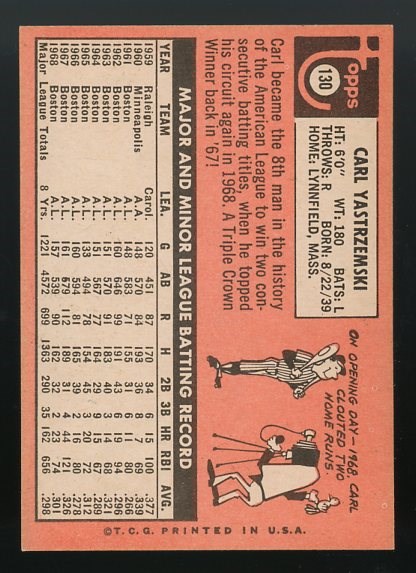 Topps
130
CARL YASTRZEMSKI
HT: 6'0" WT: 180 BATS: L
THROWS: R BORN: 8/22/39
HOME: LYNNFIELD, MASS.
Carl became the 8th man in the history
of the American League to win two con-
secutive batting titles, when he topped
his circuit again in 1968. A Triple Crown
Winner back in '67!
ON OPENING DAY—1968 CARL
CLOUTED TWO
HOME RUNS.
MAJOR AND MINOR LEAGUE BATTING RECORD
YEAR TEAM LEA. G AB R H 2B 3B HR RBI AVG.
1959 Raleigh Carol. 120 451 87 170 34 6 15 100 .377
1960 Minneapolis A.A. 148 570 84 193 36 8 7 69 .339
1961 Boston A.L. 148 583 71 155 31 6 11 80 .266
1962 Boston A.L. 160 646 99 191 43 6 19 94 .296
1963 Boston A.L. 151 570 91 183 40 3 14 68 .321
1964 Boston A.L. 151 567 77 164 29 9 15 67 .289
1965 Boston A.L. 133 494 78 154 45 3 20 72 .312
1966 Boston A.L. 160 594 81 165 39 2 16 80 .278
1967 Boston A.L. 161 579 112 189 31 4 44 121 .326
1968 Boston A.L. 157 539 90 162 32 2 23 74 .301
Major League Totals 8 Yrs. 1221 4572 699 1363 290 35 162 656 .298
© T.C.G. PRINTED IN U.S.A.